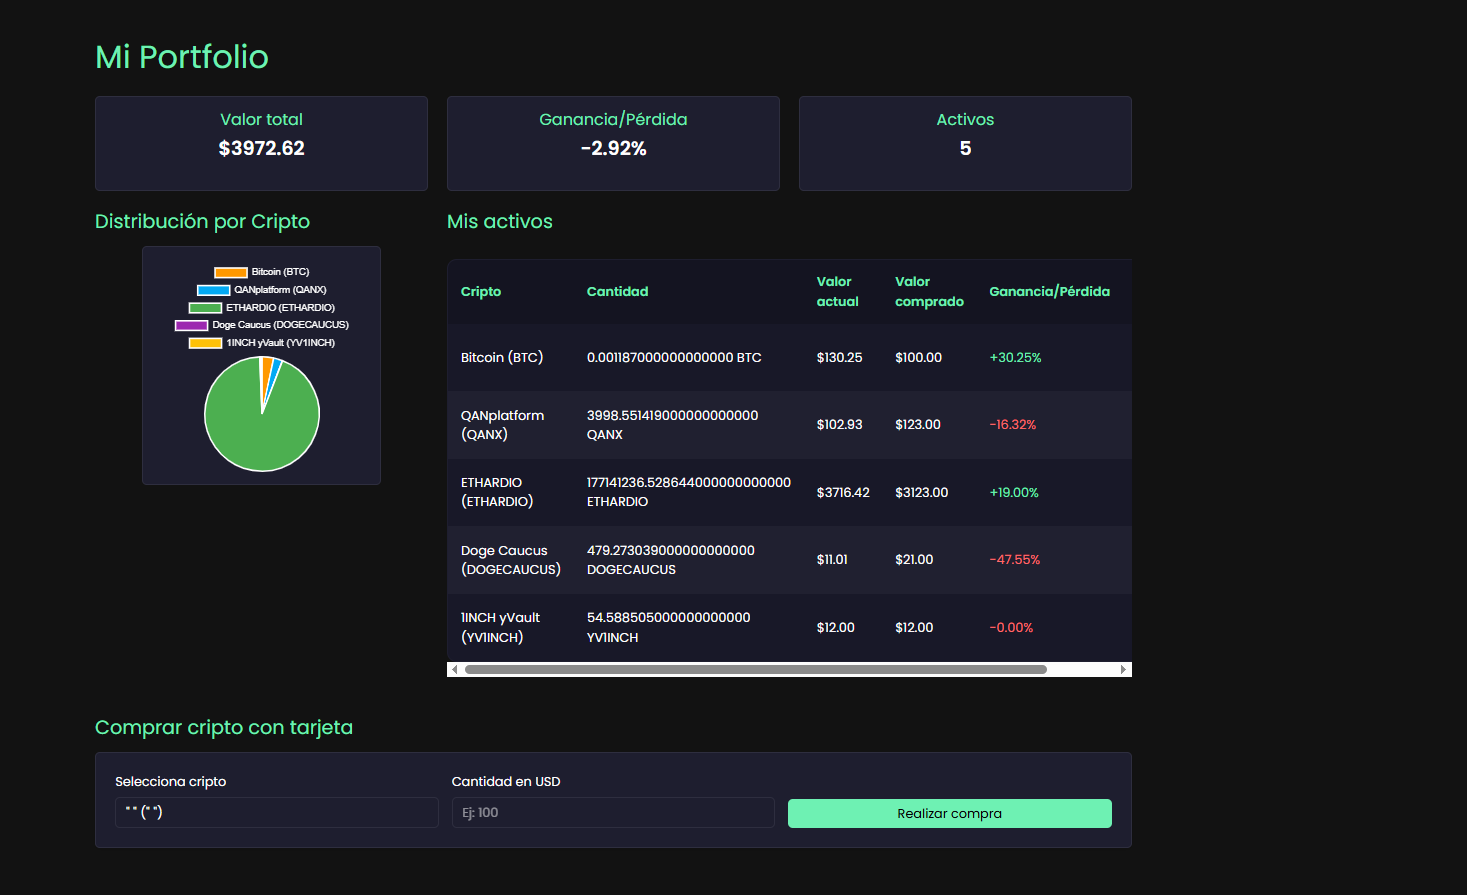 Mi Portfolio
Valor total
$3972.62
Ganancia/Pérdida
-2.92%
Activos
5
Distribución por Cripto
Bitcoin (BTC)
QANplatform (QANX)
ETHARDIO (ETHARDIO)
Doge Caucus (DOGECAUCUS)
1INCH yVault (YV1INCH)
Mis activos
Cripto Cantidad Valor actual Valor comprado Ganancia/Pérdida
Bitcoin (BTC) 0.001187000000000000 BTC $130.25 $100.00 +30.25%
QANplatform (QANX) 3998.551419000000000000 QANX $102.93 $123.00 -16.32%
ETHARDIO (ETHARDIO) 177141236.528644000000000000 ETHARDIO $3716.42 $3123.00 +19.00%
Doge Caucus (DOGECAUCUS) 479.273039000000000000 DOGECAUCUS $11.01 $21.00 -47.55%
1INCH yVault (YV1INCH) 54.588505000000000000 YV1INCH $12.00 $12.00 -0.00%
Comprar cripto con tarjeta
Selecciona cripto
" " (" ")
Cantidad en USD
Ej: 100
Realizar compra